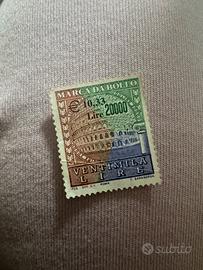 MARCA DA BOLLO
€ 10.33
Lire 20000
VENTIMILA
LIRE
subito